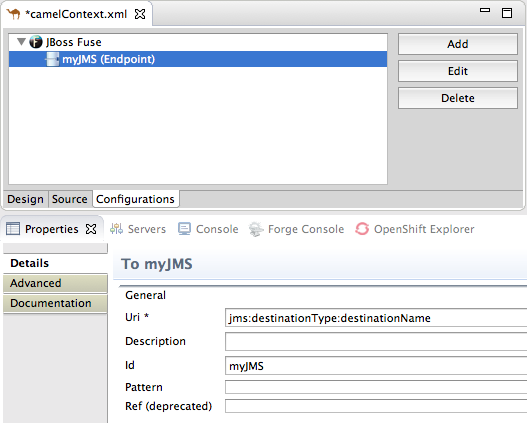 *camelContext.xml
JBoss Fuse
myJMS (Endpoint)
Add
Edit
Delete
Design Source Configurations
Properties Servers Console Forge Console OpenShift Explorer
Details
Advanced
Documentation
To myJMS
General
Uri * jms:destinationType:destinationName
Description
Id myJMS
Pattern
Ref (deprecated)